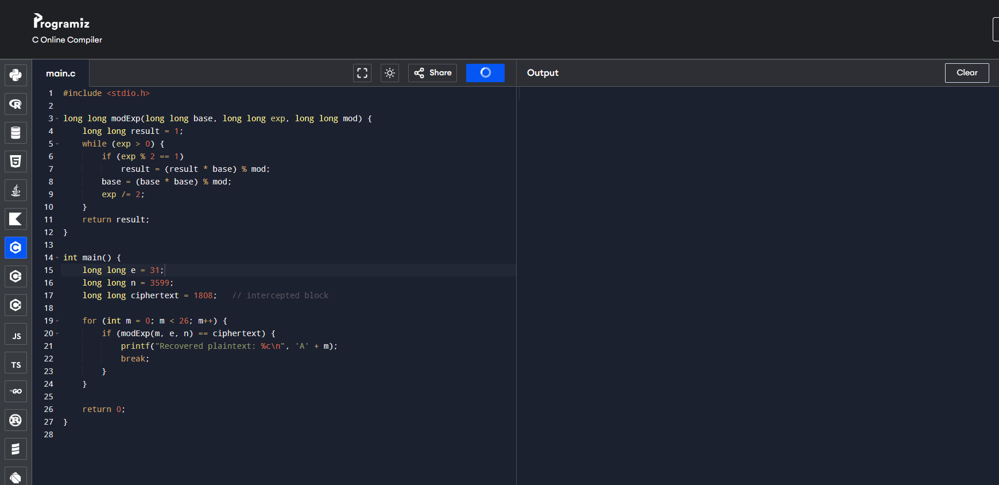 Programiz
C Online Compiler
main.c
Share
Output
Clear
1 #include <stdio.h>
2
3 long long modExp(long long base, long long exp, long long mod) {
4     long long result = 1;
5     while (exp > 0) {
6         if (exp % 2 == 1)
7             result = (result * base) % mod;
8         base = (base * base) % mod;
9         exp /= 2;
10     }
11     return result;
12 }
13
14 int main() {
15     long long e = 31;
16     long long n = 3599;
17     long long ciphertext = 1808;   // intercepted block
18
19     for (int m = 0; m < 26; m++) {
20         if (modExp(m, e, n) == ciphertext) {
21             printf("Recovered plaintext: %c\n", 'A' + m);
22             break;
23         }
24     }
25
26     return 0;
27 }
28
R
5
C
C
C
JS
TS
GO
R